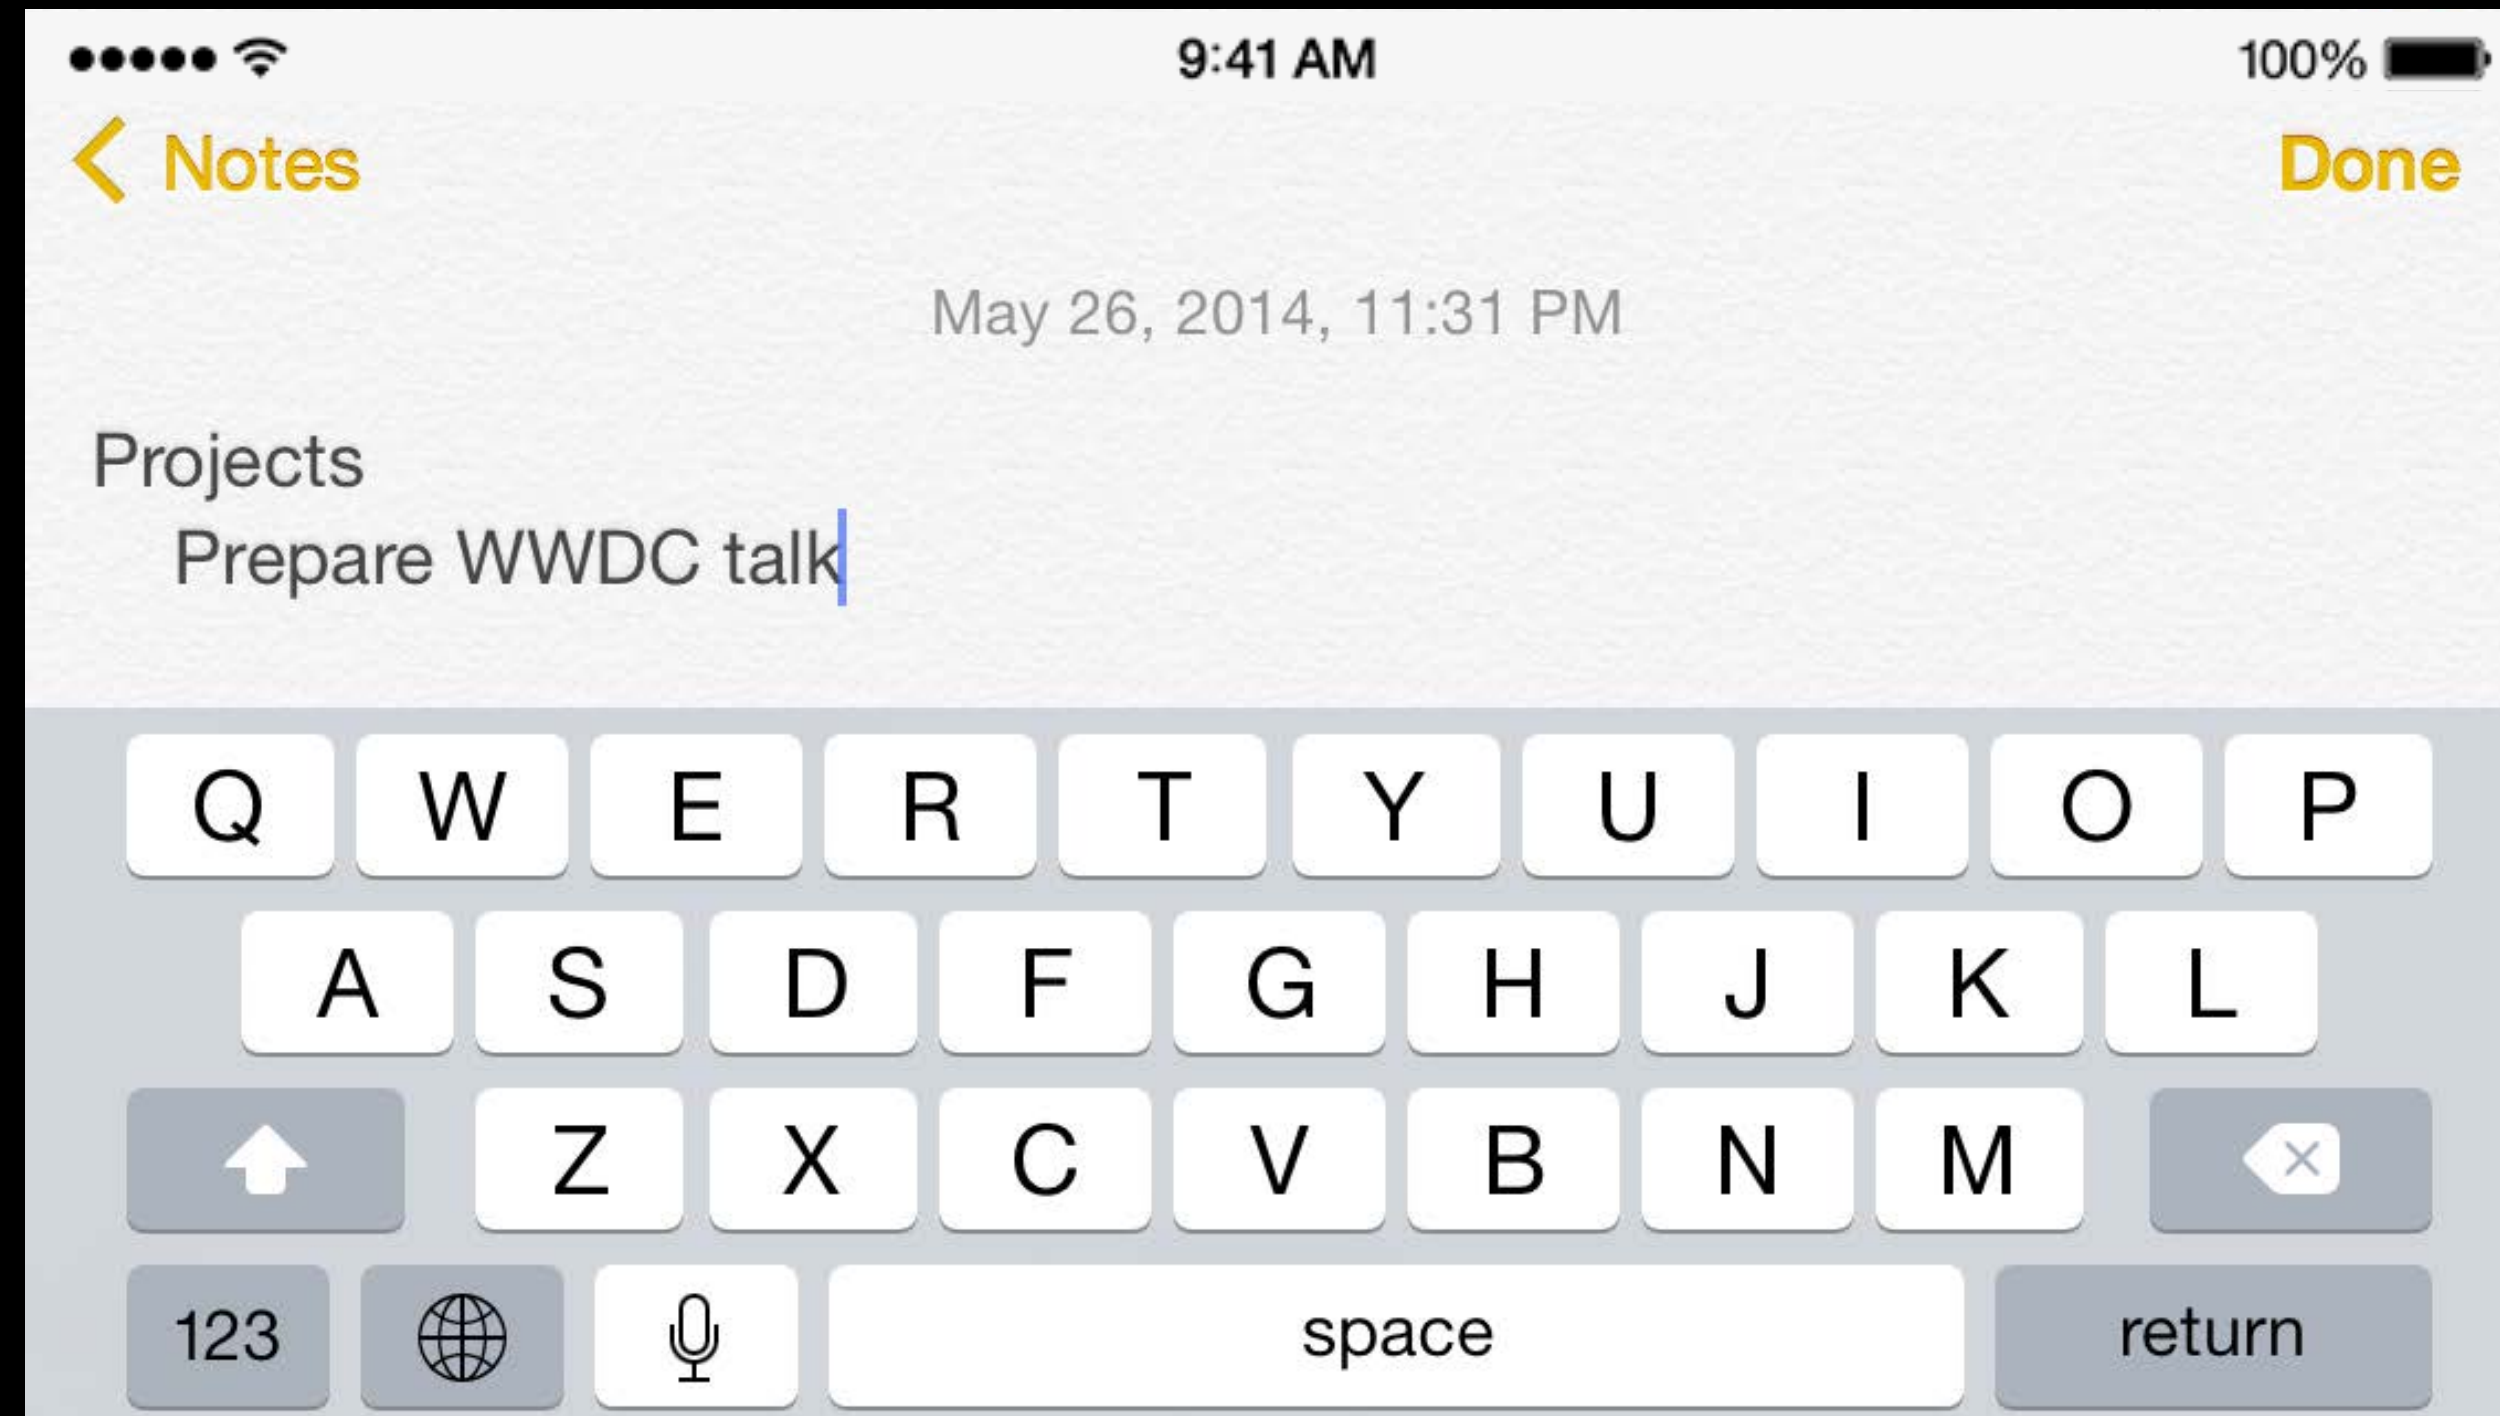 9:41 AM 100%
Notes Done
May 26, 2014, 11:31 PM
Projects
Prepare WWDC talk
Q W E R T Y U I O P
A S D F G H J K L
Z X C V B N M
123 space return